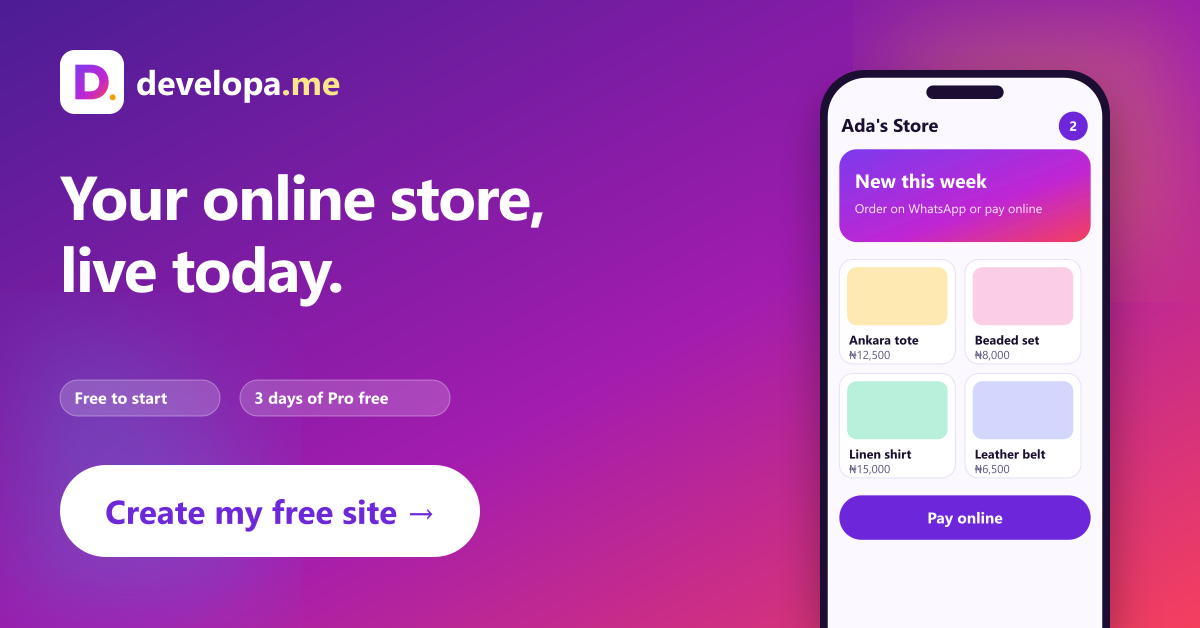 D.
developa.me
Your online store,
live today.
Free to start
3 days of Pro free
Create my free site →
Ada's Store
2
New this week
Order on WhatsApp or pay online
Ankara tote
₦12,500
Beaded set
₦8,000
Linen shirt
₦15,000
Leather belt
₦6,500
Pay online